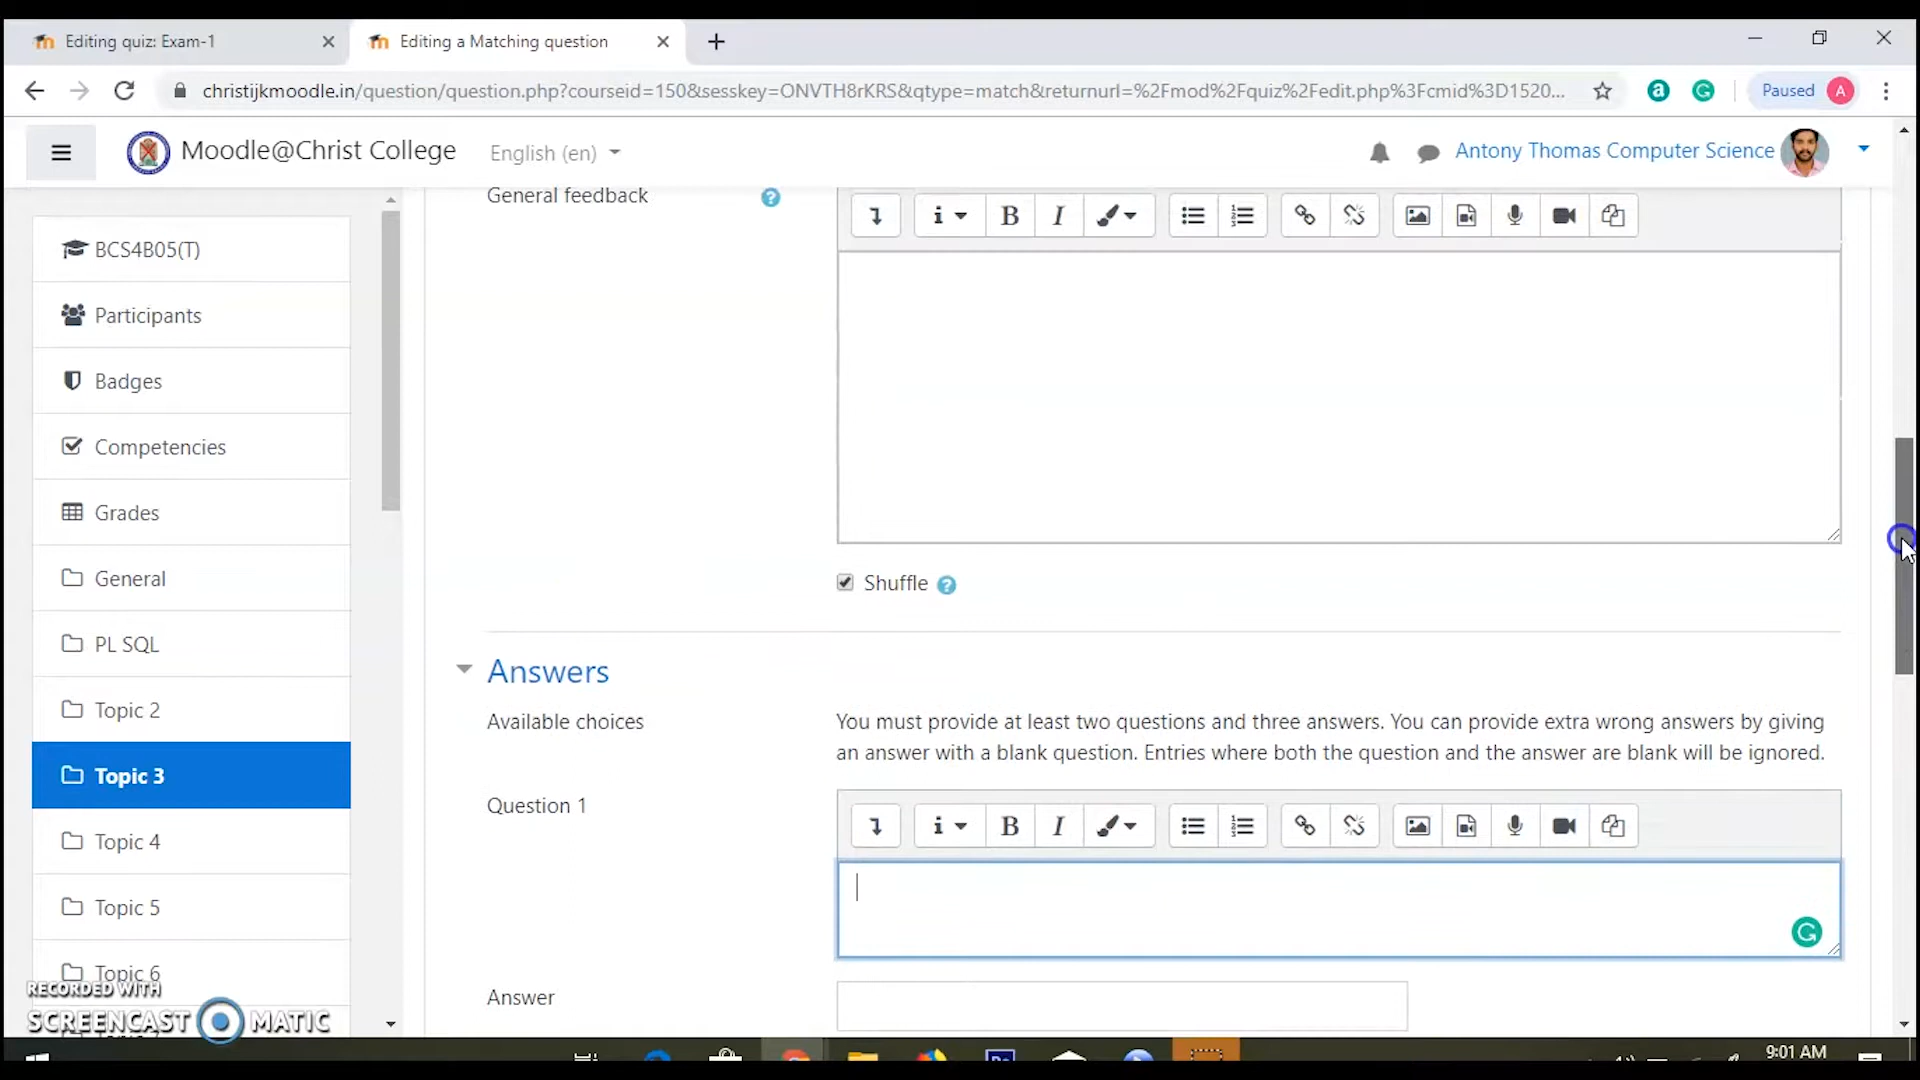 Editing quiz: Exam-1
Editing a Matching question
christijkmoodle.in/question/question.php?courseid=150&sesskey=ONVTH8rKRS&qtype=match&returnurl=%2Fmod%2Fquiz%2Fedit.php%3Fcmid%3D1520...
Paused A
Moodle@Christ College
English (en)
Antony Thomas Computer Science
General feedback
BCS4B05(T)
Participants
Badges
Competencies
Grades
General
PL SQL
Topic 2
Topic 3
Topic 4
Topic 5
Topic 6
Shuffle
Answers
Available choices
You must provide at least two questions and three answers. You can provide extra wrong answers by giving
an answer with a blank question. Entries where both the question and the answer are blank will be ignored.
Question 1
Answer
RECORDED WITH
SCREENCAST MATIC
9:01 AM